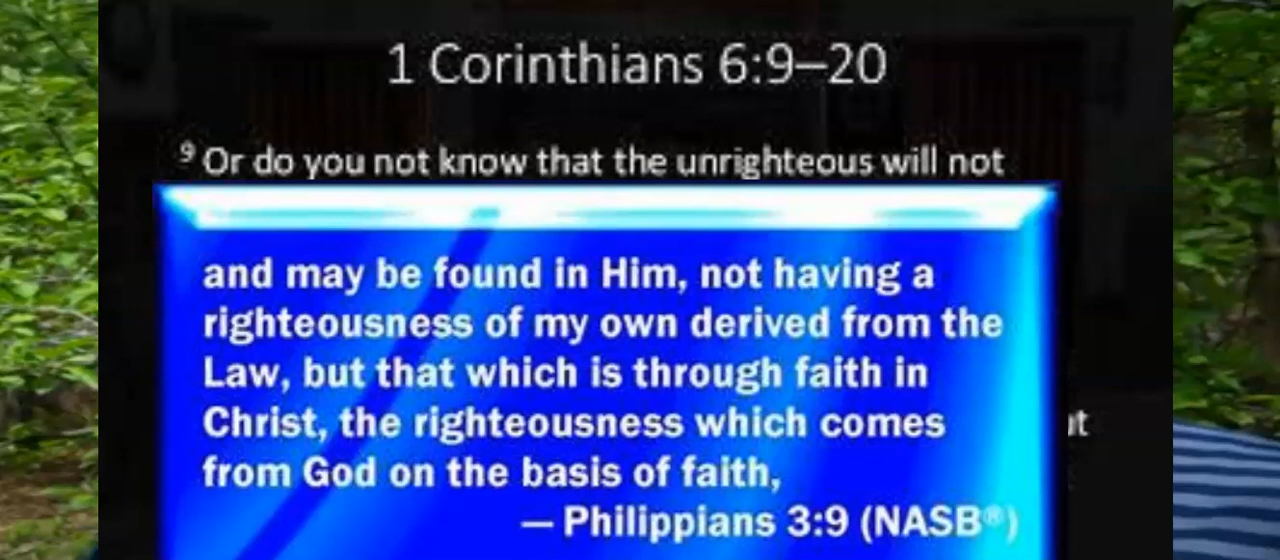 1 Corinthians 6:9–20
⁹ Or do you not know that the unrighteous will not
and may be found in Him, not having a
righteousness of my own derived from the
Law, but that which is through faith in
Christ, the righteousness which comes
from God on the basis of faith,
— Philippians 3:9 (NASB®)